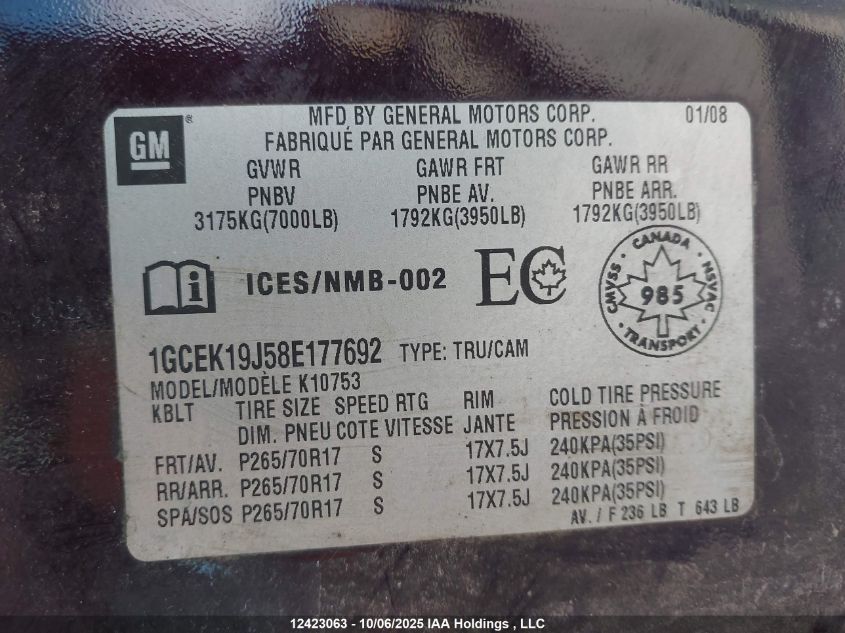 GM®
MFD BY GENERAL MOTORS CORP. 01/08
FABRIQUÉ PAR GENERAL MOTORS CORP.
GVWR GAWR FRT GAWR RR
PNBV PNBE AV. PNBE ARR.
3175KG(7000LB) 1792KG(3950LB) 1792KG(3950LB)
i ICES/NMB-002 EC
CANADA
CMVSS 985 NSVAC
TRANSPORT
1GCEK19J58E177692 TYPE: TRU/CAM
MODEL/MODÈLE K10753
KBLT TIRE SIZE SPEED RTG RIM COLD TIRE PRESSURE
DIM. PNEU COTE VITESSE JANTE PRESSION À FROID
FRT/AV. P265/70R17 S 17X7.5J 240KPA(35PSI)
RR/ARR. P265/70R17 S 17X7.5J 240KPA(35PSI)
SPA/SOS P265/70R17 S 17X7.5J 240KPA(35PSI)
AV. / F 236 LB T 643 LB
12423063 - 10/06/2025 IAA Holdings , LLC